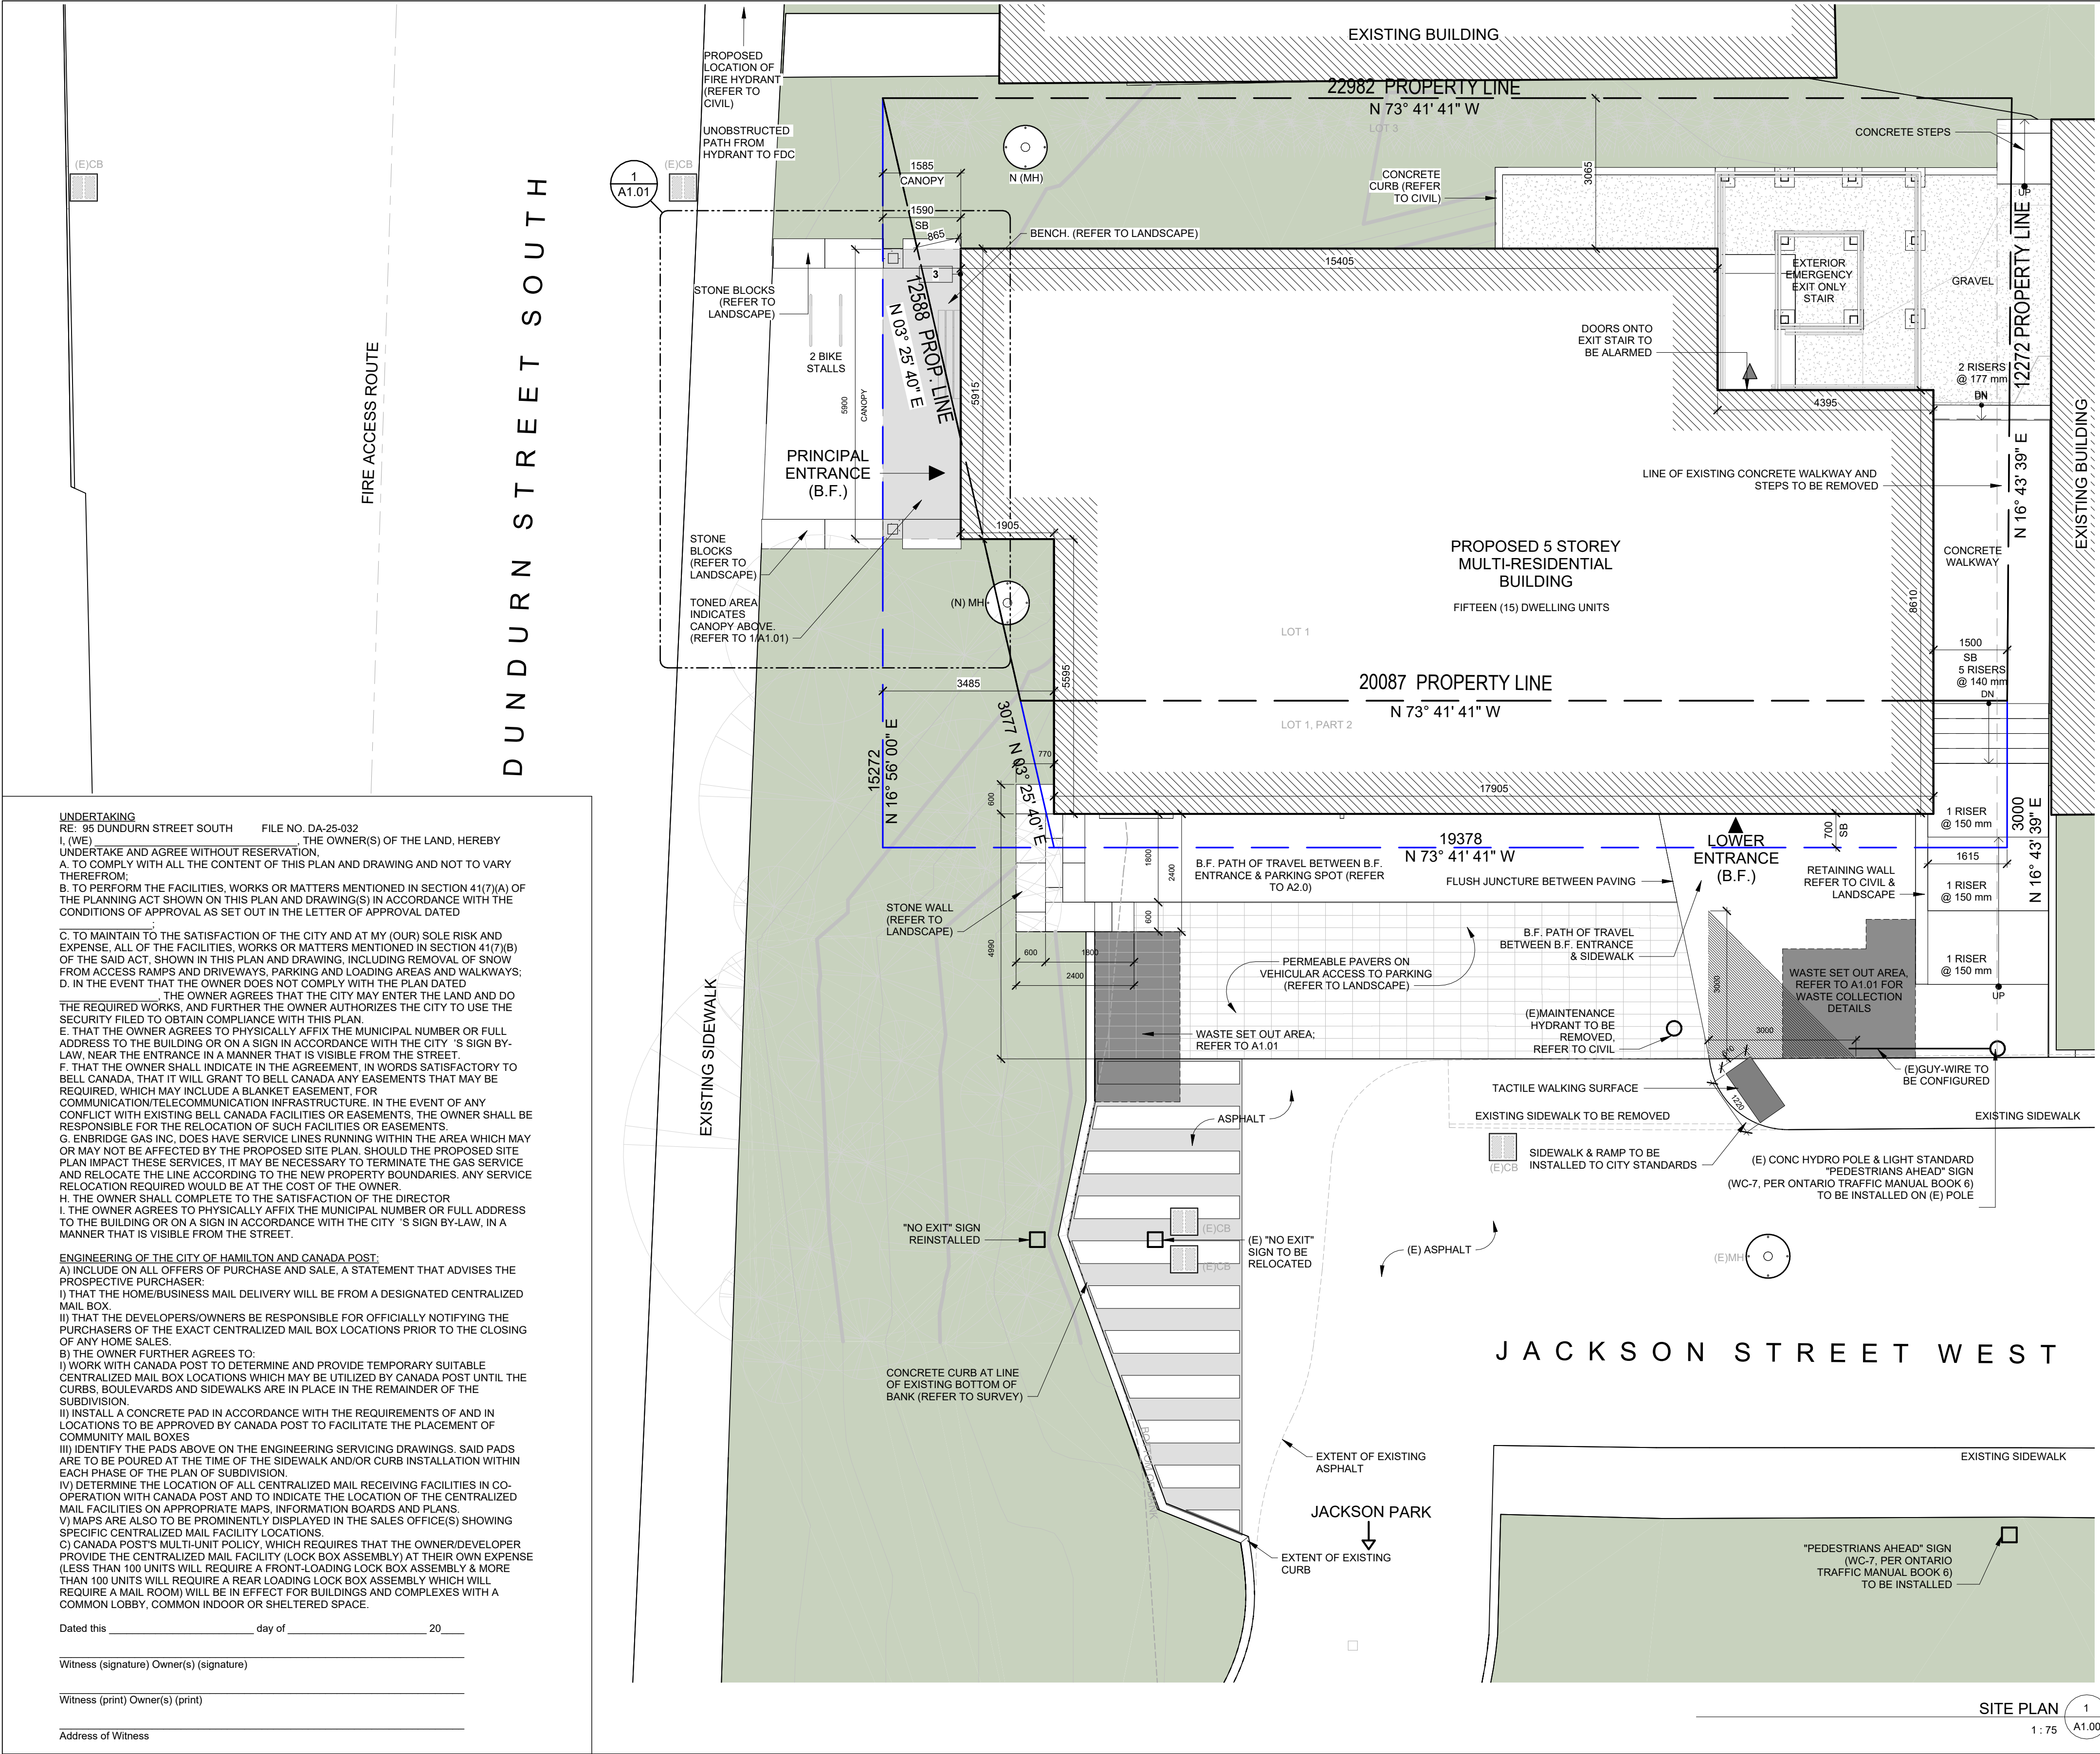 EXISTING BUILDING
22982 PROPERTY LINE
N 73° 41' 41" W
LOT 3
PROPOSED
LOCATION OF
FIRE HYDRANT
(REFER TO
CIVIL)
UNOBSTRUCTED
PATH FROM
HYDRANT TO FDC
(E)CB
(E)CB
1
A1.01
N (MH)
1585
CANOPY
1590
SB
865
3
BENCH. (REFER TO LANDSCAPE)
CONCRETE
CURB (REFER
TO CIVIL)
3065
CONCRETE STEPS
UP
15405
EXTERIOR
EMERGENCY
EXIT ONLY
STAIR
GRAVEL
12272 PROPERTY LINE
N 16° 43' 39" E
EXISTING BUILDING
STONE BLOCKS
(REFER TO
LANDSCAPE)
2 BIKE
STALLS
5900
CANOPY
12588 PROP. LINE
N 03° 25' 40" E
5915
DOORS ONTO
EXIT STAIR TO
BE ALARMED
2 RISERS
@ 177 mm
DN
4395
FIRE ACCESS ROUTE
DUNDURN STREET SOUTH
PRINCIPAL
ENTRANCE
(B.F.)
LINE OF EXISTING CONCRETE WALKWAY AND
STEPS TO BE REMOVED
1905
STONE
BLOCKS
(REFER TO
LANDSCAPE)
PROPOSED 5 STOREY
MULTI-RESIDENTIAL
BUILDING
FIFTEEN (15) DWELLING UNITS
CONCRETE
WALKWAY
TONED AREA
INDICATES
CANOPY ABOVE.
(REFER TO 1/A1.01)
(N) MH
LOT 1
8610
1500
SB
5 RISERS
@ 140 mm
DN
3485
5595
20087 PROPERTY LINE
N 73° 41' 41" W
LOT 1, PART 2
15272
N 16° 56' 00" E
3077 N 03° 25' 40" E
770
600
17905
19378
N 73° 41' 41" W
LOWER
ENTRANCE
(B.F.)
700
SB
1 RISER
@ 150 mm
3000
N 16° 43' 39" E
1615
1800
2400
600
B.F. PATH OF TRAVEL BETWEEN B.F.
ENTRANCE & PARKING SPOT (REFER
TO A2.0)
FLUSH JUNCTURE BETWEEN PAVING
RETAINING WALL
REFER TO CIVIL &
LANDSCAPE
1 RISER
@ 150 mm
STONE WALL
(REFER TO
LANDSCAPE)
4990
600
1800
2400
B.F. PATH OF TRAVEL
BETWEEN B.F. ENTRANCE
& SIDEWALK
PERMEABLE PAVERS ON
VEHICULAR ACCESS TO PARKING
(REFER TO LANDSCAPE)
3000
WASTE SET OUT AREA,
REFER TO A1.01 FOR
WASTE COLLECTION
DETAILS
1 RISER
@ 150 mm
UP
EXISTING SIDEWALK
WASTE SET OUT AREA;
REFER TO A1.01
(E)MAINTENANCE
HYDRANT TO BE
REMOVED,
REFER TO CIVIL
3000
610
1220
(E)GUY-WIRE TO
BE CONFIGURED
TACTILE WALKING SURFACE
ASPHALT
EXISTING SIDEWALK TO BE REMOVED
EXISTING SIDEWALK
(E)CB
SIDEWALK & RAMP TO BE
INSTALLED TO CITY STANDARDS
(E) CONC HYDRO POLE & LIGHT STANDARD
"PEDESTRIANS AHEAD" SIGN
(WC-7, PER ONTARIO TRAFFIC MANUAL BOOK 6)
TO BE INSTALLED ON (E) POLE
"NO EXIT" SIGN
REINSTALLED
(E)CB
(E)CB
(E) "NO EXIT"
SIGN TO BE
RELOCATED
(E) ASPHALT
(E)MH
JACKSON STREET WEST
CONCRETE CURB AT LINE
OF EXISTING BOTTOM OF
BANK (REFER TO SURVEY)
EXTENT OF EXISTING
ASPHALT
EXISTING SIDEWALK
JACKSON PARK
EXTENT OF EXISTING
CURB
"PEDESTRIANS AHEAD" SIGN
(WC-7, PER ONTARIO
TRAFFIC MANUAL BOOK 6)
TO BE INSTALLED
SITE PLAN
1 : 75
1
A1.00
UNDERTAKING
RE: 95 DUNDURN STREET SOUTH FILE NO. DA-25-032
I, (WE) ____________________, THE OWNER(S) OF THE LAND, HEREBY
UNDERTAKE AND AGREE WITHOUT RESERVATION,
A. TO COMPLY WITH ALL THE CONTENT OF THIS PLAN AND DRAWING AND NOT TO VARY
THEREFROM;
B. TO PERFORM THE FACILITIES, WORKS OR MATTERS MENTIONED IN SECTION 41(7)(A) OF
THE PLANNING ACT SHOWN ON THIS PLAN AND DRAWING(S) IN ACCORDANCE WITH THE
CONDITIONS OF APPROVAL AS SET OUT IN THE LETTER OF APPROVAL DATED
________________;
C. TO MAINTAIN TO THE SATISFACTION OF THE CITY AND AT MY (OUR) SOLE RISK AND
EXPENSE, ALL OF THE FACILITIES, WORKS OR MATTERS MENTIONED IN SECTION 41(7)(B)
OF THE SAID ACT, SHOWN IN THIS PLAN AND DRAWING, INCLUDING REMOVAL OF SNOW
FROM ACCESS RAMPS AND DRIVEWAYS, PARKING AND LOADING AREAS AND WALKWAYS;
D. IN THE EVENT THAT THE OWNER DOES NOT COMPLY WITH THE PLAN DATED
________________, THE OWNER AGREES THAT THE CITY MAY ENTER THE LAND AND DO
THE REQUIRED WORKS, AND FURTHER THE OWNER AUTHORIZES THE CITY TO USE THE
SECURITY FILED TO OBTAIN COMPLIANCE WITH THIS PLAN.
E. THAT THE OWNER AGREES TO PHYSICALLY AFFIX THE MUNICIPAL NUMBER OR FULL
ADDRESS TO THE BUILDING OR ON A SIGN IN ACCORDANCE WITH THE CITY 'S SIGN BY-
LAW, NEAR THE ENTRANCE IN A MANNER THAT IS VISIBLE FROM THE STREET.
F. THAT THE OWNER SHALL INDICATE IN THE AGREEMENT, IN WORDS SATISFACTORY TO
BELL CANADA, THAT IT WILL GRANT TO BELL CANADA ANY EASEMENTS THAT MAY BE
REQUIRED, WHICH MAY INCLUDE A BLANKET EASEMENT, FOR
COMMUNICATION/TELECOMMUNICATION INFRASTRUCTURE. IN THE EVENT OF ANY
CONFLICT WITH EXISTING BELL CANADA FACILITIES OR EASEMENTS, THE OWNER SHALL BE
RESPONSIBLE FOR THE RELOCATION OF SUCH FACILITIES OR EASEMENTS.
G. ENBRIDGE GAS INC, DOES HAVE SERVICE LINES RUNNING WITHIN THE AREA WHICH MAY
OR MAY NOT BE AFFECTED BY THE PROPOSED SITE PLAN. SHOULD THE PROPOSED SITE
PLAN IMPACT THESE SERVICES, IT MAY BE NECESSARY TO TERMINATE THE GAS SERVICE
AND RELOCATE THE LINE ACCORDING TO THE NEW PROPERTY BOUNDARIES. ANY SERVICE
RELOCATION REQUIRED WOULD BE AT THE COST OF THE OWNER.
H. THE OWNER SHALL COMPLETE TO THE SATISFACTION OF THE DIRECTOR
I. THE OWNER AGREES TO PHYSICALLY AFFIX THE MUNICIPAL NUMBER OR FULL ADDRESS
TO THE BUILDING OR ON A SIGN IN ACCORDANCE WITH THE CITY 'S SIGN BY-LAW, IN A
MANNER THAT IS VISIBLE FROM THE STREET.
ENGINEERING OF THE CITY OF HAMILTON AND CANADA POST:
A) INCLUDE ON ALL OFFERS OF PURCHASE AND SALE, A STATEMENT THAT ADVISES THE
PROSPECTIVE PURCHASER:
I) THAT THE HOME/BUSINESS MAIL DELIVERY WILL BE FROM A DESIGNATED CENTRALIZED
MAIL BOX.
II) THAT THE DEVELOPERS/OWNERS BE RESPONSIBLE FOR OFFICIALLY NOTIFYING THE
PURCHASERS OF THE EXACT CENTRALIZED MAIL BOX LOCATIONS PRIOR TO THE CLOSING
OF ANY HOME SALES.
B) THE OWNER FURTHER AGREES TO:
I) WORK WITH CANADA POST TO DETERMINE AND PROVIDE TEMPORARY SUITABLE
CENTRALIZED MAIL BOX LOCATIONS WHICH MAY BE UTILIZED BY CANADA POST UNTIL THE
CURBS, BOULEVARDS AND SIDEWALKS ARE IN PLACE IN THE REMAINDER OF THE
SUBDIVISION.
II) INSTALL A CONCRETE PAD IN ACCORDANCE WITH THE REQUIREMENTS OF AND IN
LOCATIONS TO BE APPROVED BY CANADA POST TO FACILITATE THE PLACEMENT OF
COMMUNITY MAIL BOXES
III) IDENTIFY THE PADS ABOVE ON THE ENGINEERING SERVICING DRAWINGS. SAID PADS
ARE TO BE POURED AT THE TIME OF THE SIDEWALK AND/OR CURB INSTALLATION WITHIN
EACH PHASE OF THE PLAN OF SUBDIVISION.
IV) DETERMINE THE LOCATION OF ALL CENTRALIZED MAIL RECEIVING FACILITIES IN CO-
OPERATION WITH CANADA POST AND TO INDICATE THE LOCATION OF THE CENTRALIZED
MAIL FACILITIES ON APPROPRIATE MAPS, INFORMATION BOARDS AND PLANS.
V) MAPS ARE ALSO TO BE PROMINENTLY DISPLAYED IN THE SALES OFFICE(S) SHOWING
SPECIFIC CENTRALIZED MAIL FACILITY LOCATIONS.
C) CANADA POST'S MULTI-UNIT POLICY, WHICH REQUIRES THAT THE OWNER/DEVELOPER
PROVIDE THE CENTRALIZED MAIL FACILITY (LOCK BOX ASSEMBLY) AT THEIR OWN EXPENSE
(LESS THAN 100 UNITS WILL REQUIRE A FRONT-LOADING LOCK BOX ASSEMBLY & MORE
THAN 100 UNITS WILL REQUIRE A REAR LOADING LOCK BOX ASSEMBLY WHICH WILL
REQUIRE A MAIL ROOM) WILL BE IN EFFECT FOR BUILDINGS AND COMPLEXES WITH A
COMMON LOBBY, COMMON INDOOR OR SHELTERED SPACE.
Dated this ____________ day of ____________ 20____
Witness (signature) Owner(s) (signature)
Witness (print) Owner(s) (print)
Address of Witness